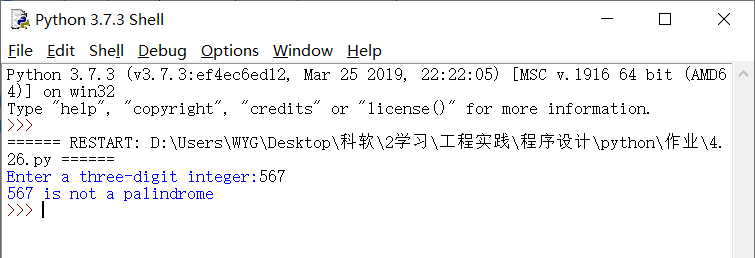 Python 3.7.3 Shell
File Edit Shell Debug Options Window Help
Python 3.7.3 (v3.7.3:ef4ec6ed12, Mar 25 2019, 22:22:05) [MSC v.1916 64 bit (AMD6
4)] on win32
Type "help", "copyright", "credits" or "license()" for more information.
>>>
====== RESTART: D:\Users\WYG\Desktop\科软\2学习\工程实践\程序设计\python\作业\4.
26.py ======
Enter a three-digit integer:567
567 is not a palindrome
>>>